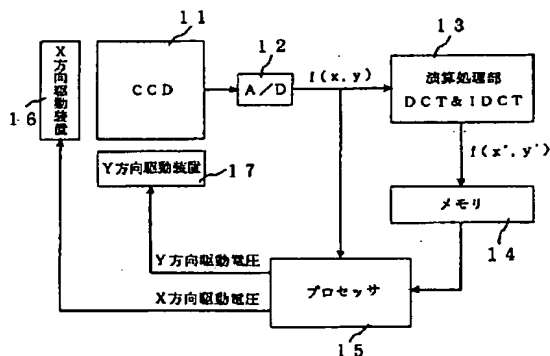 11
CCD
12
A/D
f(x,y)
13
演算処理部
DCT&IDCT
X方向駆動装置
16
f(x',y')
Y方向駆動装置
17
メモリ
14
Y方向駆動電圧
X方向駆動電圧
プロセッサ
15